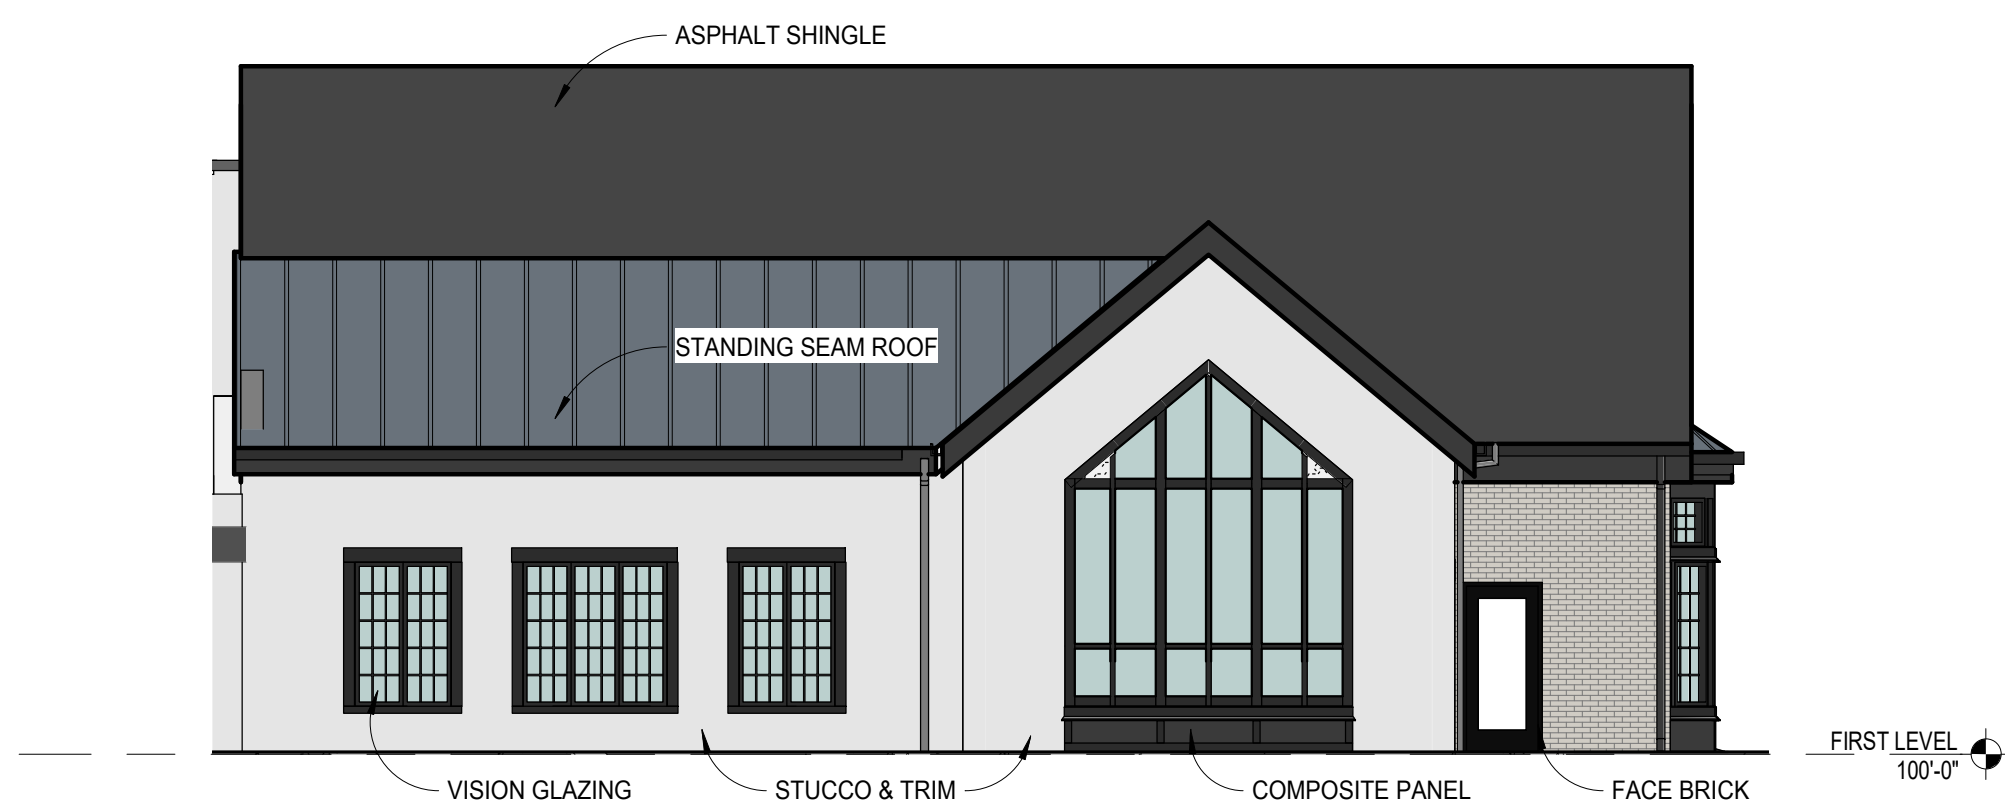 ASPHALT SHINGLE
STANDING SEAM ROOF
FIRST LEVEL
100'-0"
VISION GLAZING
STUCCO & TRIM
COMPOSITE PANEL
FACE BRICK